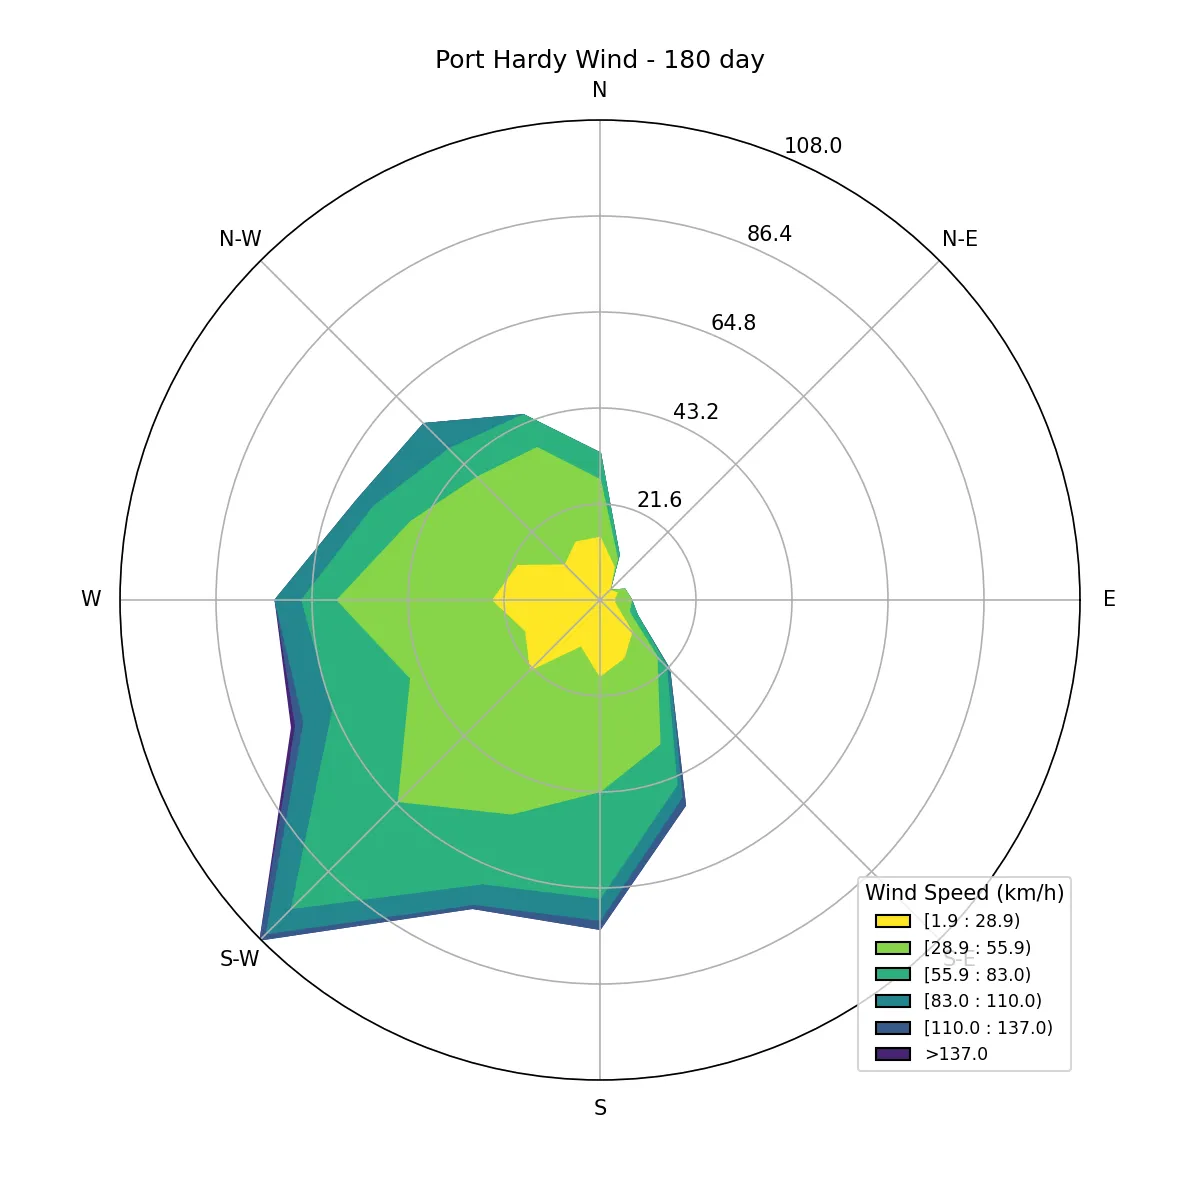 Port Hardy Wind - 180 day
N
108.0
N-W
N-E
86.4
64.8
43.2
21.6
W
E
S-W
S-E
Wind Speed (km/h)
[1.9 : 28.9)
[28.9 : 55.9)
[55.9 : 83.0)
[83.0 : 110.0)
[110.0 : 137.0)
>137.0
S